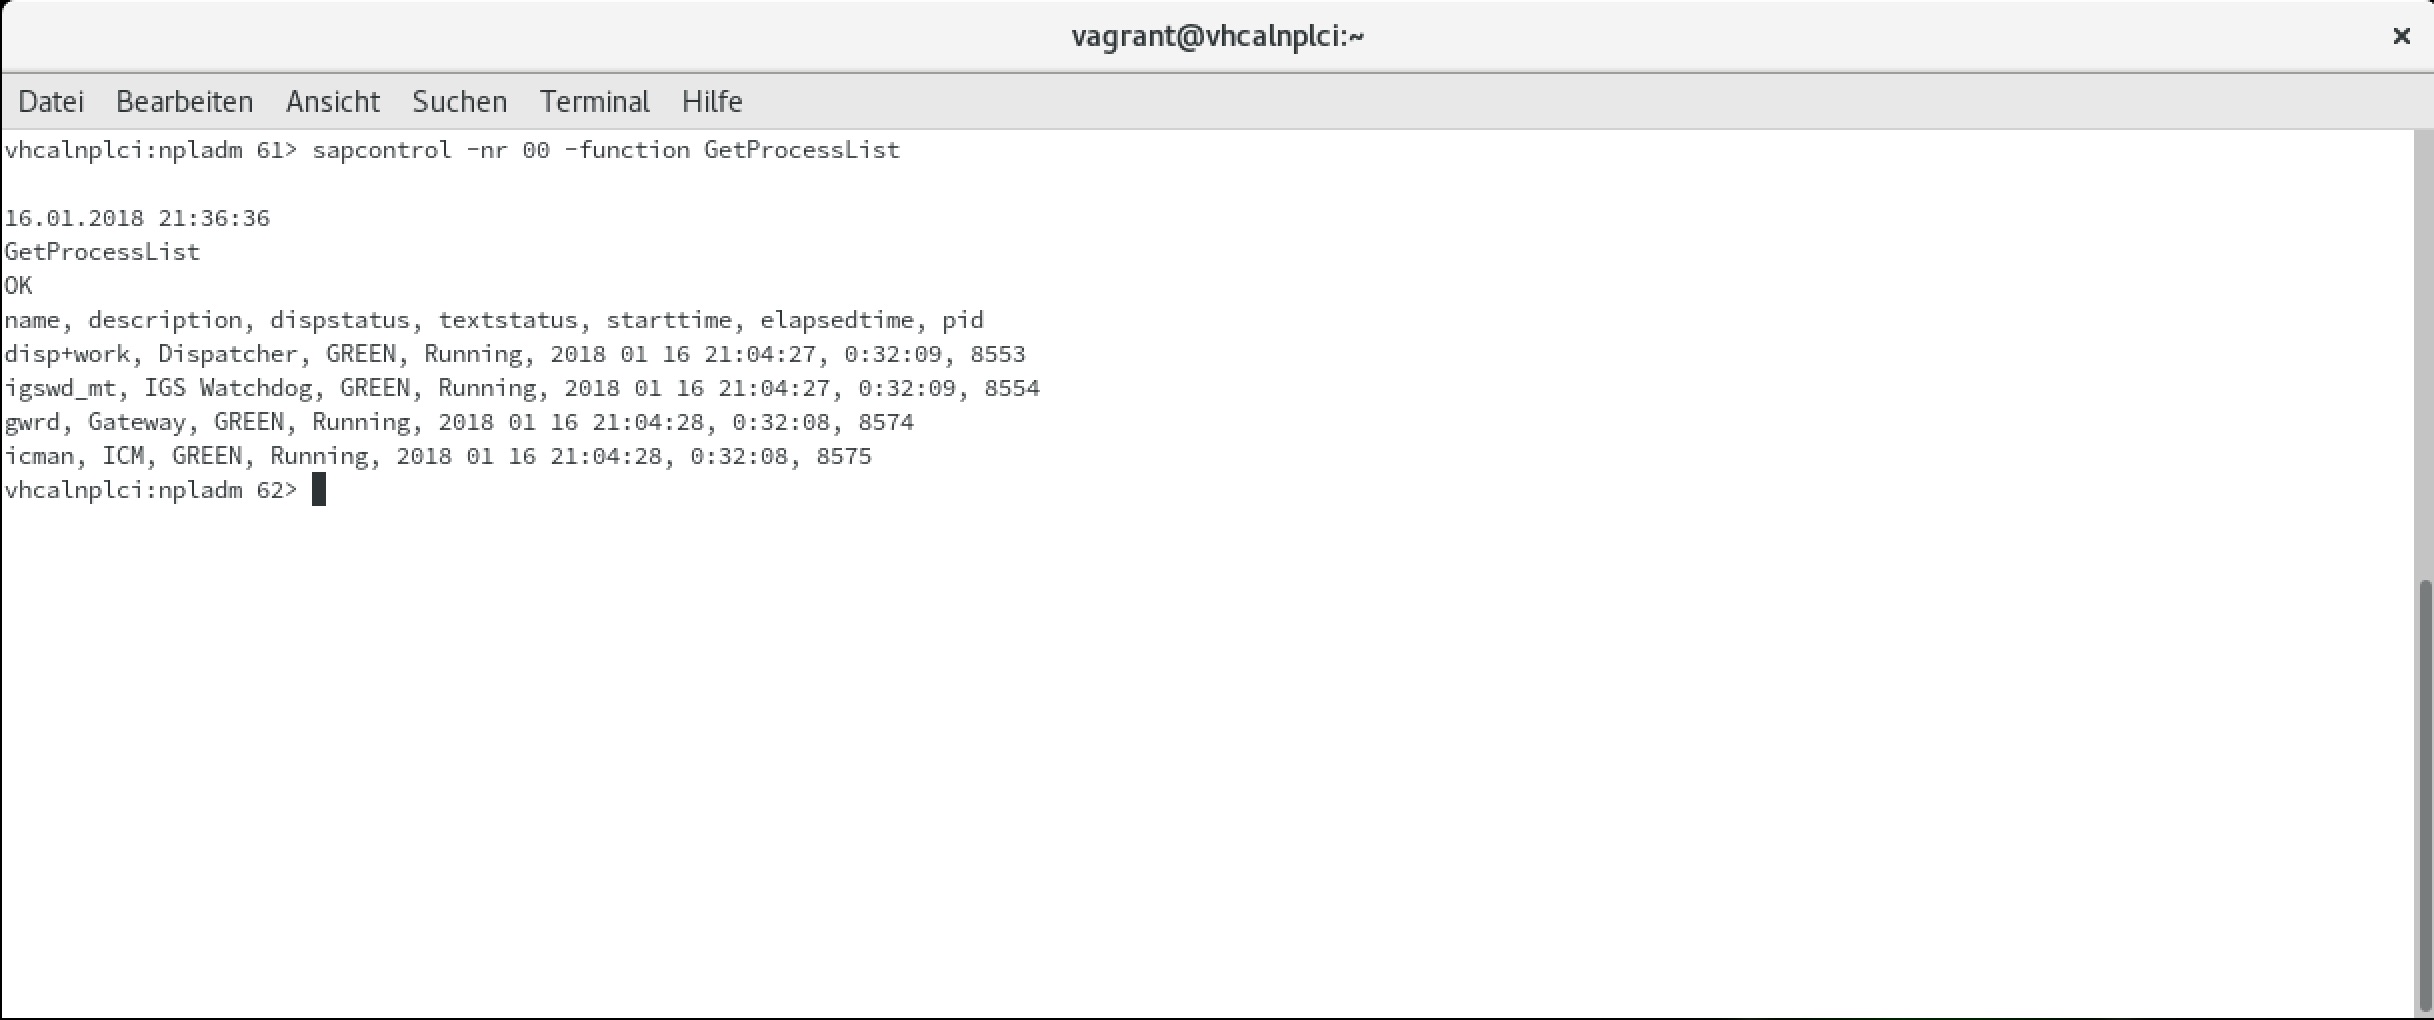 vagrant@vhcalnplci:~
Datei Bearbeiten Ansicht Suchen Terminal Hilfe
vhcalnplci:npladm 61> sapcontrol -nr 00 -function GetProcessList
16.01.2018 21:36:36
GetProcessList
OK
name, description, dispstatus, textstatus, starttime, elapsedtime, pid
disp+work, Dispatcher, GREEN, Running, 2018 01 16 21:04:27, 0:32:09, 8553
igswd_mt, IGS Watchdog, GREEN, Running, 2018 01 16 21:04:27, 0:32:09, 8554
gwrd, Gateway, GREEN, Running, 2018 01 16 21:04:28, 0:32:08, 8574
icman, ICM, GREEN, Running, 2018 01 16 21:04:28, 0:32:08, 8575
vhcalnplci:npladm 62>